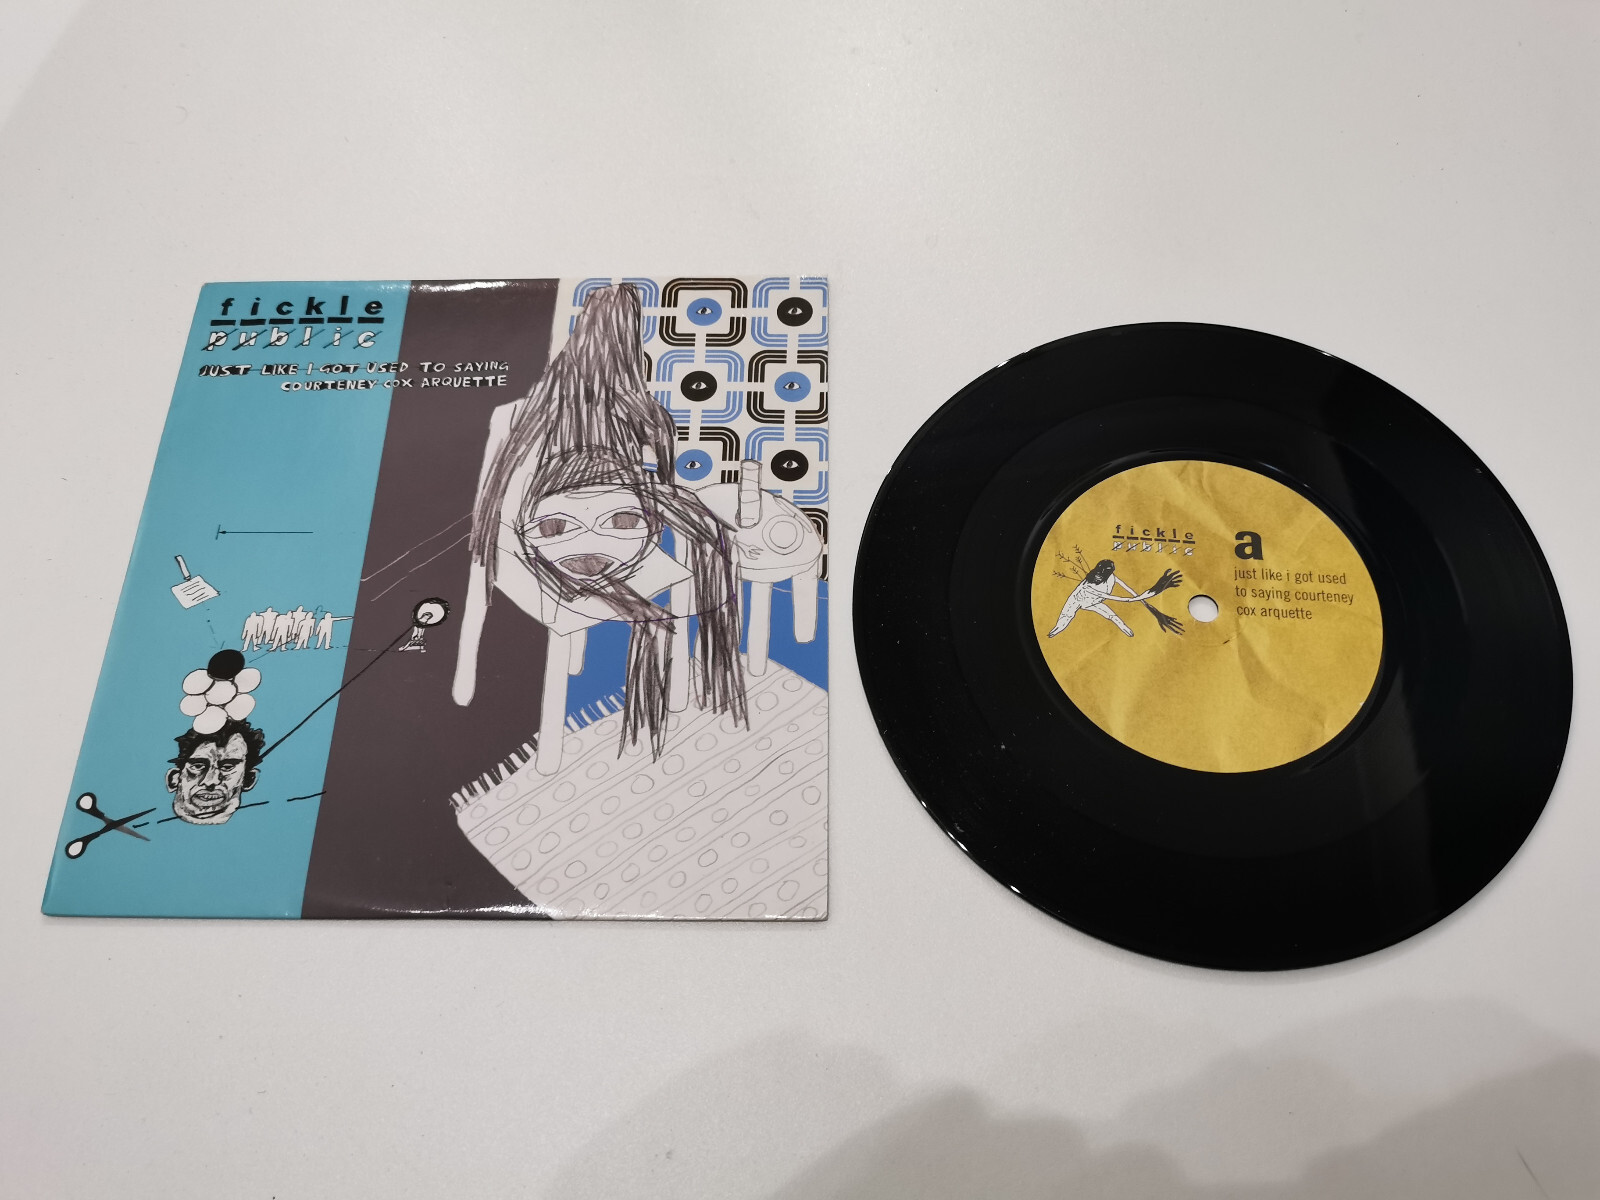 fickle
public
JUST LIKE I GOT USED TO SAYING
COURTENEY COX ARQUETTE
fickle
public
a
just like i got used
to saying courteney
cox arquette